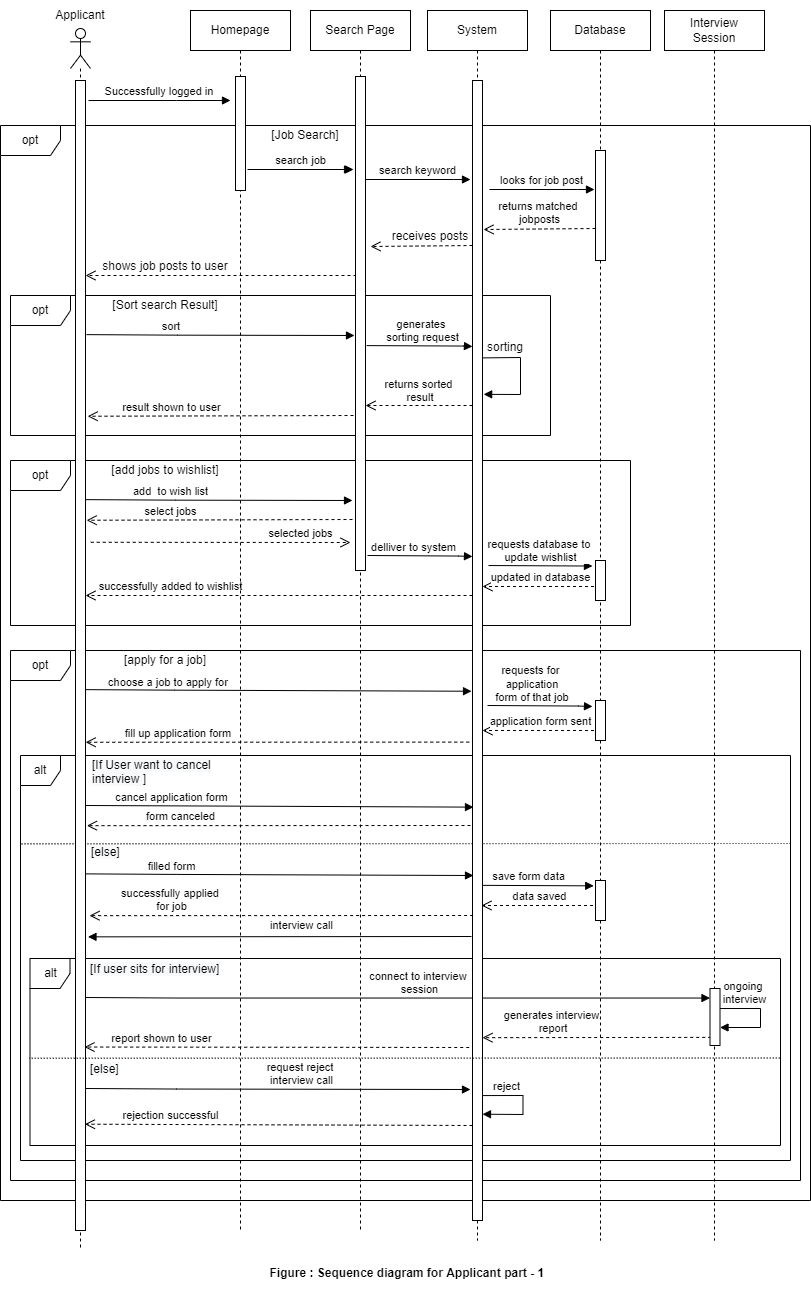 Applicant
Homepage
Search Page
System
Database
Interview
Session
Successfully logged in
opt
[Job Search]
search job
search keyword
looks for job post
returns matched
jobposts
receives posts
shows job posts to user
opt
[Sort search Result]
sort
generates
sorting request
sorting
returns sorted
result
result shown to user
opt
[add jobs to wishlist]
add to wish list
select jobs
selected jobs
delliver to system
requests database to
update wishlist
updated in database
successfully added to wishlist
opt
[apply for a job]
choose a job to apply for
requests for
application
form of that job
application form sent
fill up application form
alt
[If User want to cancel
interview ]
cancel application form
form canceled
[else]
filled form
save form data
data saved
successfully applied
for job
interview call
alt
[If user sits for interview]
connect to interview
session
ongoing
interview
generates interview
report
report shown to user
[else]
request reject
interview call
reject
rejection successful
Figure : Sequence diagram for Applicant part - 1